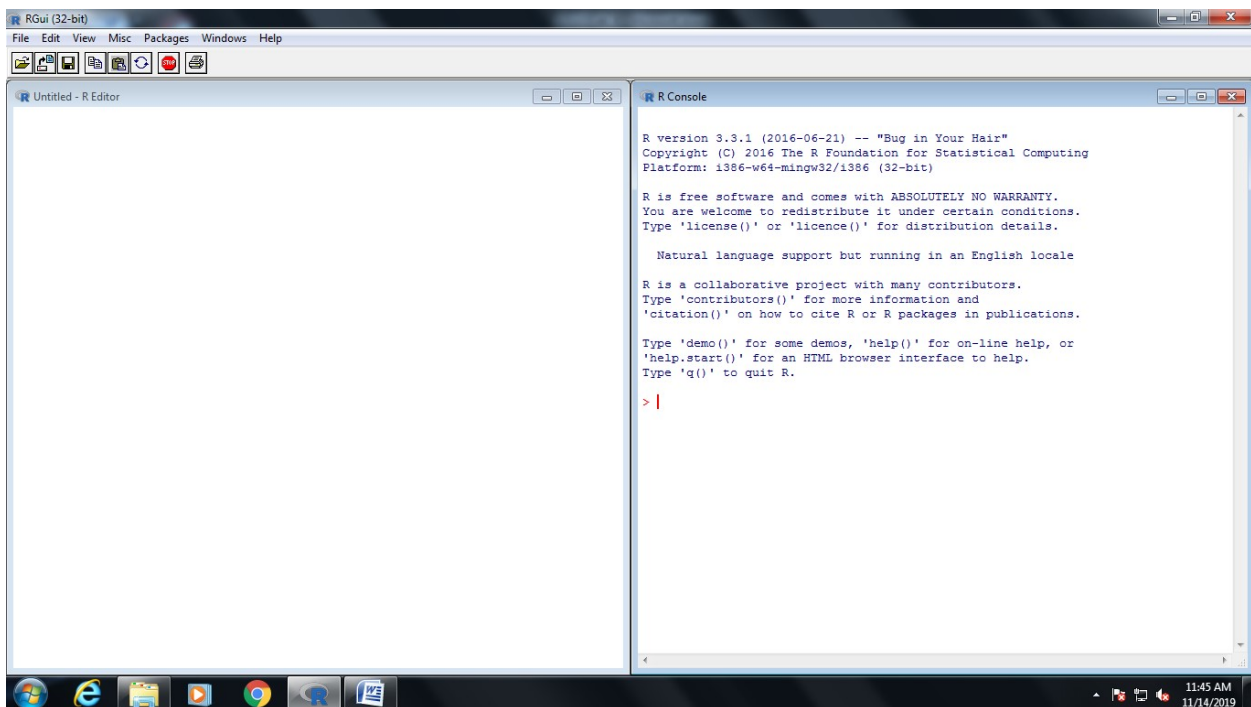 RGui (32-bit)
File Edit View Misc Packages Windows Help
STOP
Untitled - R Editor
R Console
R version 3.3.1 (2016-06-21) -- "Bug in Your Hair"
Copyright (C) 2016 The R Foundation for Statistical Computing
Platform: i386-w64-mingw32/i386 (32-bit)
R is free software and comes with ABSOLUTELY NO WARRANTY.
You are welcome to redistribute it under certain conditions.
Type 'license()' or 'licence()' for distribution details.
Natural language support but running in an English locale
R is a collaborative project with many contributors.
Type 'contributors()' for more information and
'citation()' on how to cite R or R packages in publications.
Type 'demo()' for some demos, 'help()' for on-line help, or
'help.start()' for an HTML browser interface to help.
Type 'q()' to quit R.
>
11:45 AM
11/14/2019